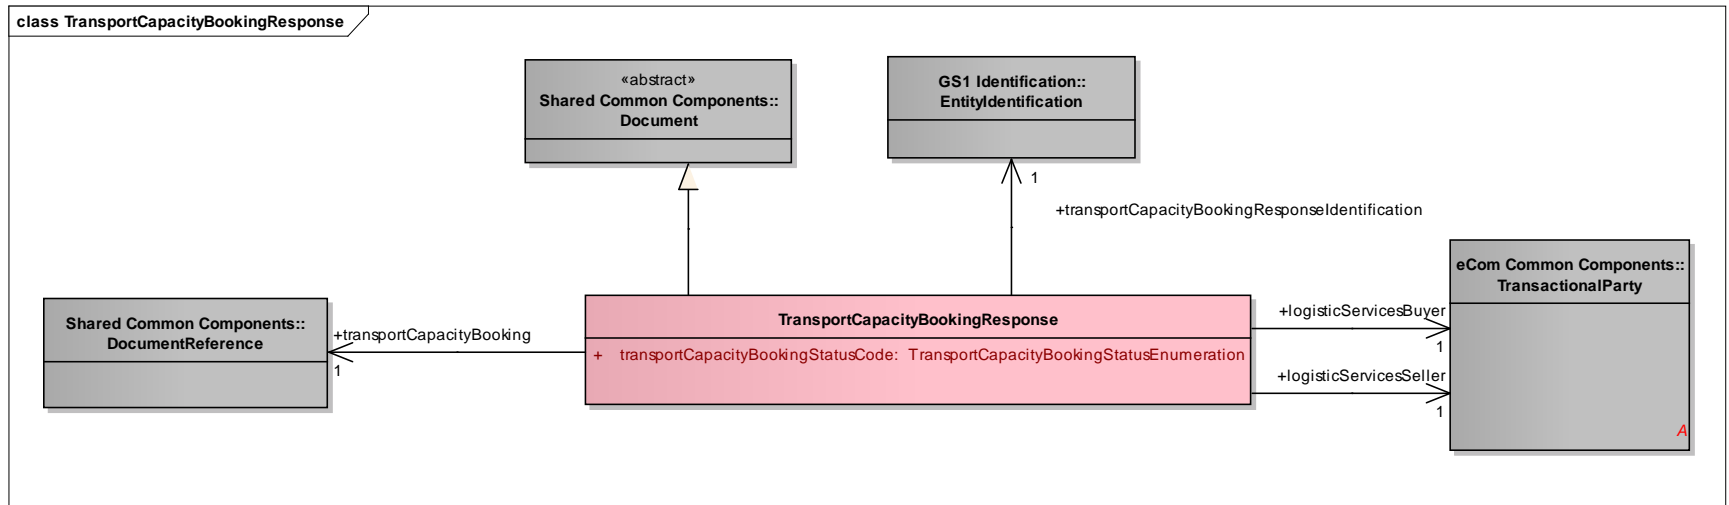 class TransportCapacityBookingResponse
«abstract»
Shared Common Components::
Document
GS1 Identification::
EntityIdentification
1
+transportCapacityBookingResponseIdentification
eCom Common Components::
TransactionalParty
A
Shared Common Components::
DocumentReference
+transportCapacityBooking
1
TransportCapacityBookingResponse
+ transportCapacityBookingStatusCode: TransportCapacityBookingStatusEnumeration
+logisticServicesBuyer
1
+logisticServicesSeller
1